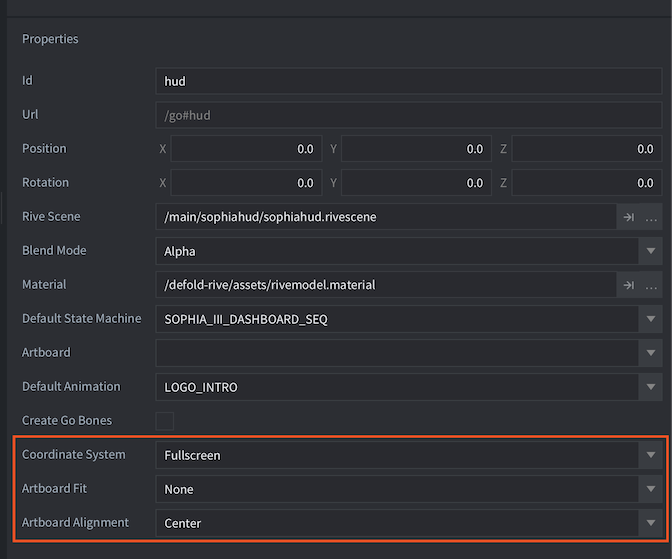 Properties
Id hud
Url /go#hud
Position X 0.0 Y 0.0 Z 0.0
Rotation X 0.0 Y 0.0 Z 0.0
Rive Scene /main/sophiahud/sophiahud.rivescene ...
Blend Mode Alpha
Material /defold-rive/assets/rivemodel.material ...
Default State Machine SOPHIA_III_DASHBOARD_SEQ
Artboard
Default Animation LOGO_INTRO
Create Go Bones
Coordinate System Fullscreen
Artboard Fit None
Artboard Alignment Center